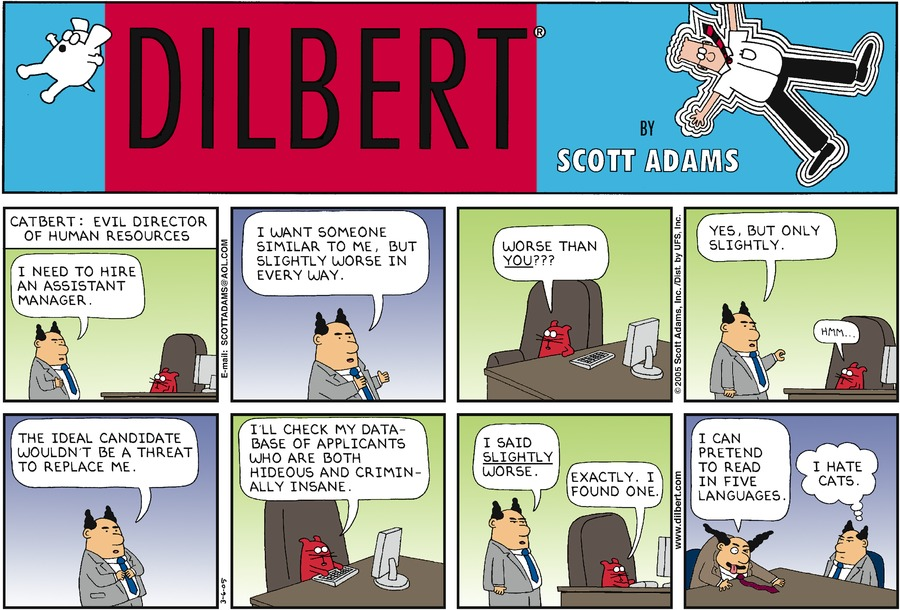 DILBERT®
BY
SCOTT ADAMS
CATBERT: EVIL DIRECTOR
OF HUMAN RESOURCES
I NEED TO HIRE
AN ASSISTANT
MANAGER.
E-mail: SCOTTADAMS@AOL.COM
I WANT SOMEONE
SIMILAR TO ME, BUT
SLIGHTLY WORSE IN
EVERY WAY.
WORSE THAN
YOU???
© 2005 Scott Adams, Inc./Dist. by UFS, Inc.
YES, BUT ONLY
SLIGHTLY.
HMM...
THE IDEAL CANDIDATE
WOULDN'T BE A THREAT
TO REPLACE ME.
3-6-05
I'LL CHECK MY DATA-
BASE OF APPLICANTS
WHO ARE BOTH
HIDEOUS AND CRIMIN-
ALLY INSANE.
I SAID
SLIGHTLY
WORSE.
EXACTLY. I
FOUND ONE.
www.dilbert.com
I CAN
PRETEND
TO READ
IN FIVE
LANGUAGES.
I HATE
CATS.